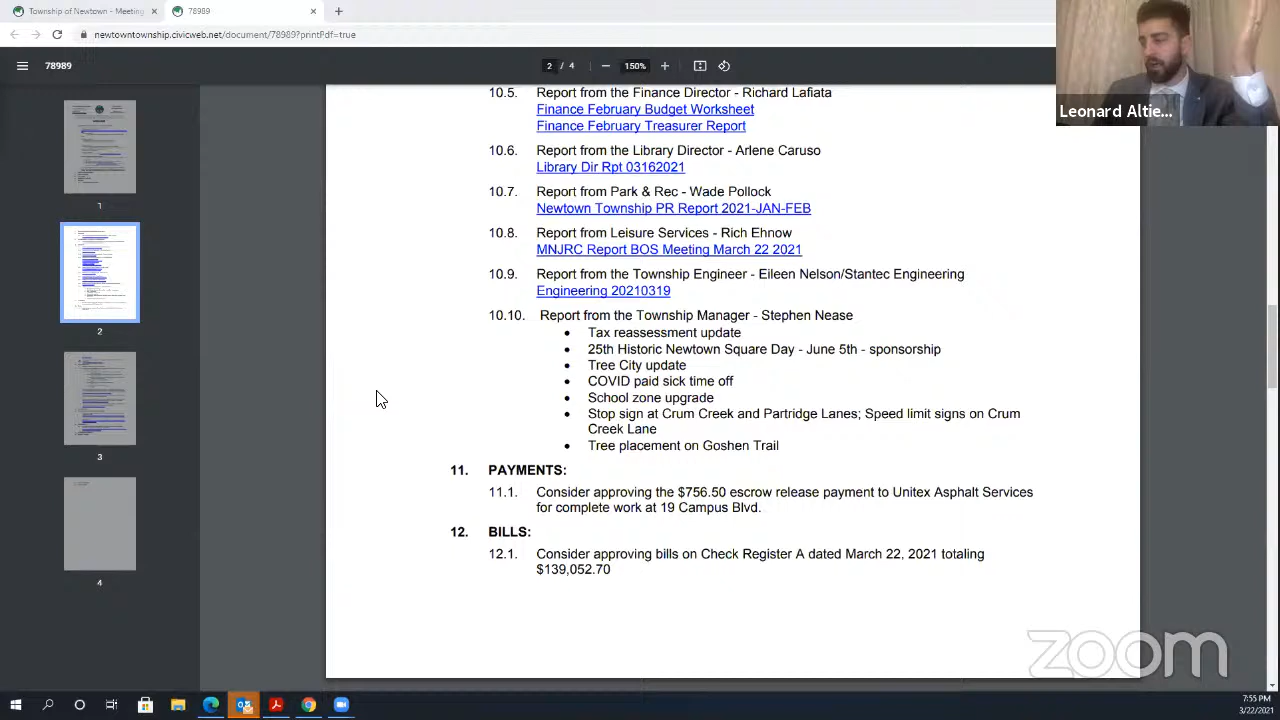 Township of Newtown - Meeting
78989
newtowntownship.civicweb.net/document/78989?printPdf=true
78989
2 / 4
150%
Leonard Altie...
1
2
3
4
10.5. Report from the Finance Director - Richard Lafiata
Finance February Budget Worksheet
Finance February Treasurer Report
10.6. Report from the Library Director - Arlene Caruso
Library Dir Rpt 03162021
10.7. Report from Park & Rec - Wade Pollock
Newtown Township PR Report 2021-JAN-FEB
10.8. Report from Leisure Services - Rich Ehnow
MNJRC Report BOS Meeting March 22 2021
10.9. Report from the Township Engineer - Eileen Nelson/Stantec Engineering
Engineering 20210319
10.10. Report from the Township Manager - Stephen Nease
• Tax reassessment update
• 25th Historic Newtown Square Day - June 5th - sponsorship
• Tree City update
• COVID paid sick time off
• School zone upgrade
• Stop sign at Crum Creek and Partridge Lanes; Speed limit signs on Crum
Creek Lane
• Tree placement on Goshen Trail
11. PAYMENTS:
11.1. Consider approving the $756.50 escrow release payment to Unitex Asphalt Services
for complete work at 19 Campus Blvd.
12. BILLS:
12.1. Consider approving bills on Check Register A dated March 22, 2021 totaling
$139,052.70
zoom
7:55 PM
3/22/2021